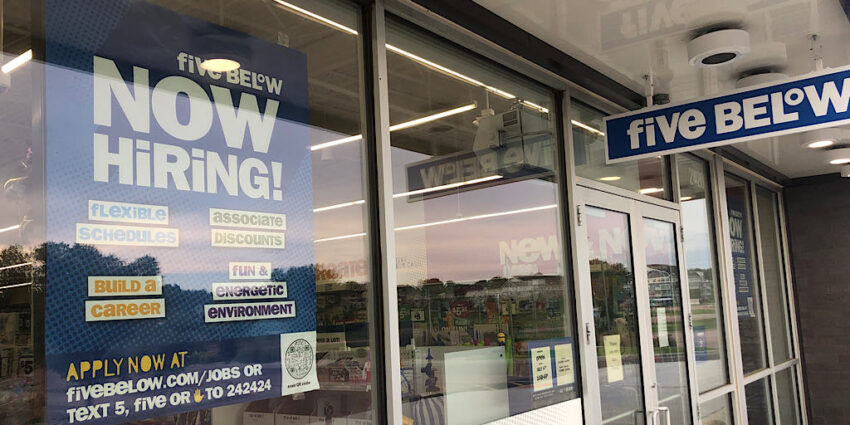 five BELOW
NOW
HIRING!
FLEXIBLE
SCHEDULES
ASSOCIATE
DISCOUNTS
BUILD A
CAREER
FUN &
ENERGETIC
ENVIRONMENT
APPLY NOW AT
fiveBELOW.COM/JOBS OR
TEXT 5, FIVE OR ✋ TO 242424
five BELOW
OPEN